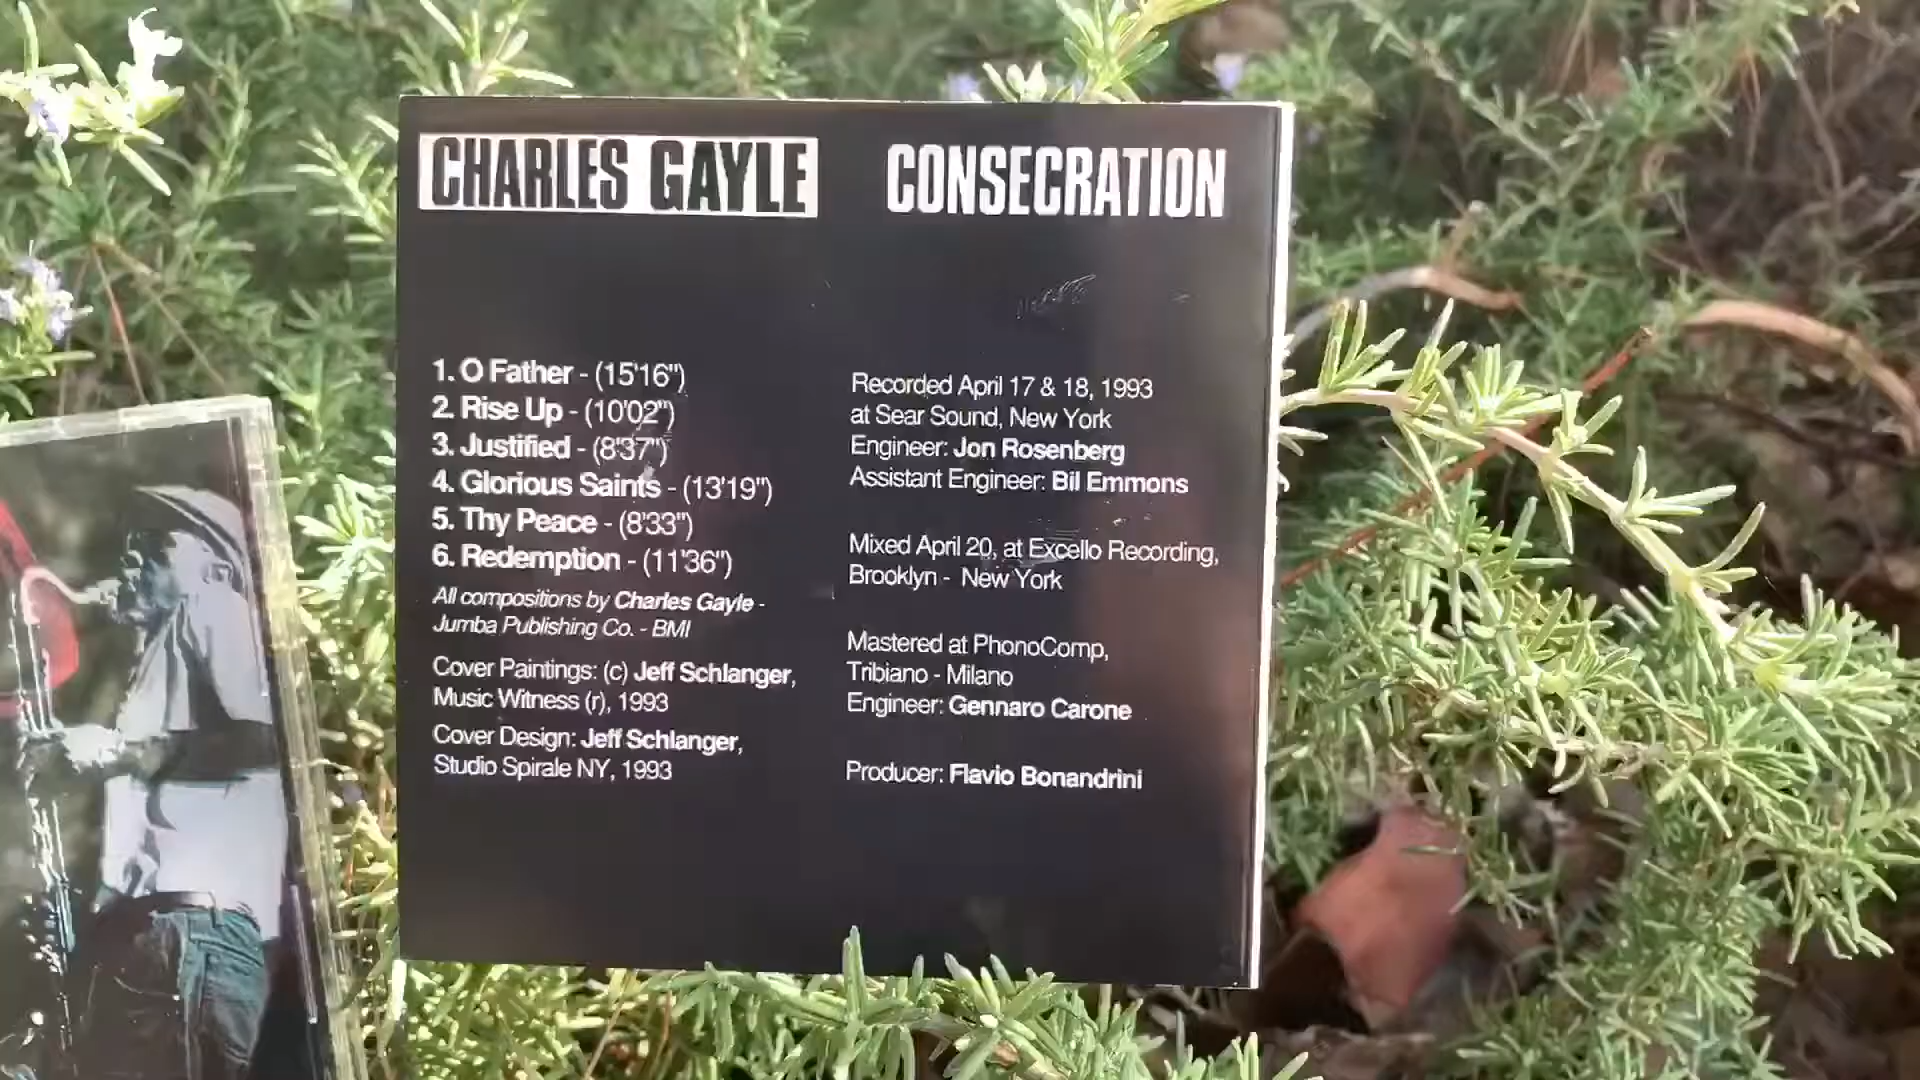 CHARLES GAYLE
CONSECRATION
1. O Father - (15'16")
2. Rise Up - (10'02")
3. Justified - (8'37")
4. Glorious Saints - (13'19")
5. Thy Peace - (8'33")
6. Redemption - (11'36")
All compositions by Charles Gayle -
Jumba Publishing Co. - BMI
Cover Paintings: (c) Jeff Schlanger,
Music Witness (r), 1993
Cover Design: Jeff Schlanger,
Studio Spirale NY, 1993
Recorded April 17 & 18, 1993
at Sear Sound, New York
Engineer: Jon Rosenberg
Assistant Engineer: Bil Emmons
Mixed April 20, at Excello Recording,
Brooklyn - New York
Mastered at PhonoComp,
Tribiano - Milano
Engineer: Gennaro Carone
Producer: Flavio Bonandrini